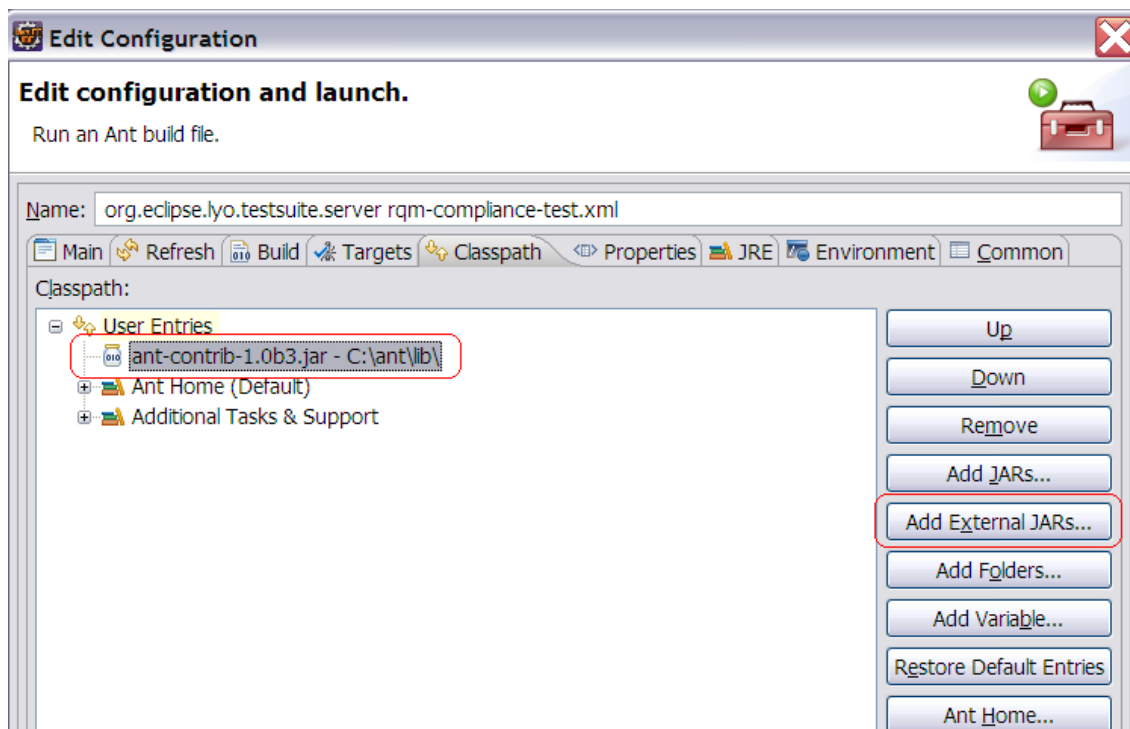 Edit Configuration
Edit configuration and launch.
Run an Ant build file.
Name: org.eclipse.lyo.testsuite.server rqm-compliance-test.xml
Main Refresh Build Targets Classpath Properties JRE Environment Common
Classpath:
User Entries
ant-contrib-1.0b3.jar - C:\ant\lib\
Ant Home (Default)
Additional Tasks & Support
Up
Down
Remove
Add JARs...
Add External JARs...
Add Folders...
Add Variable...
Restore Default Entries
Ant Home...